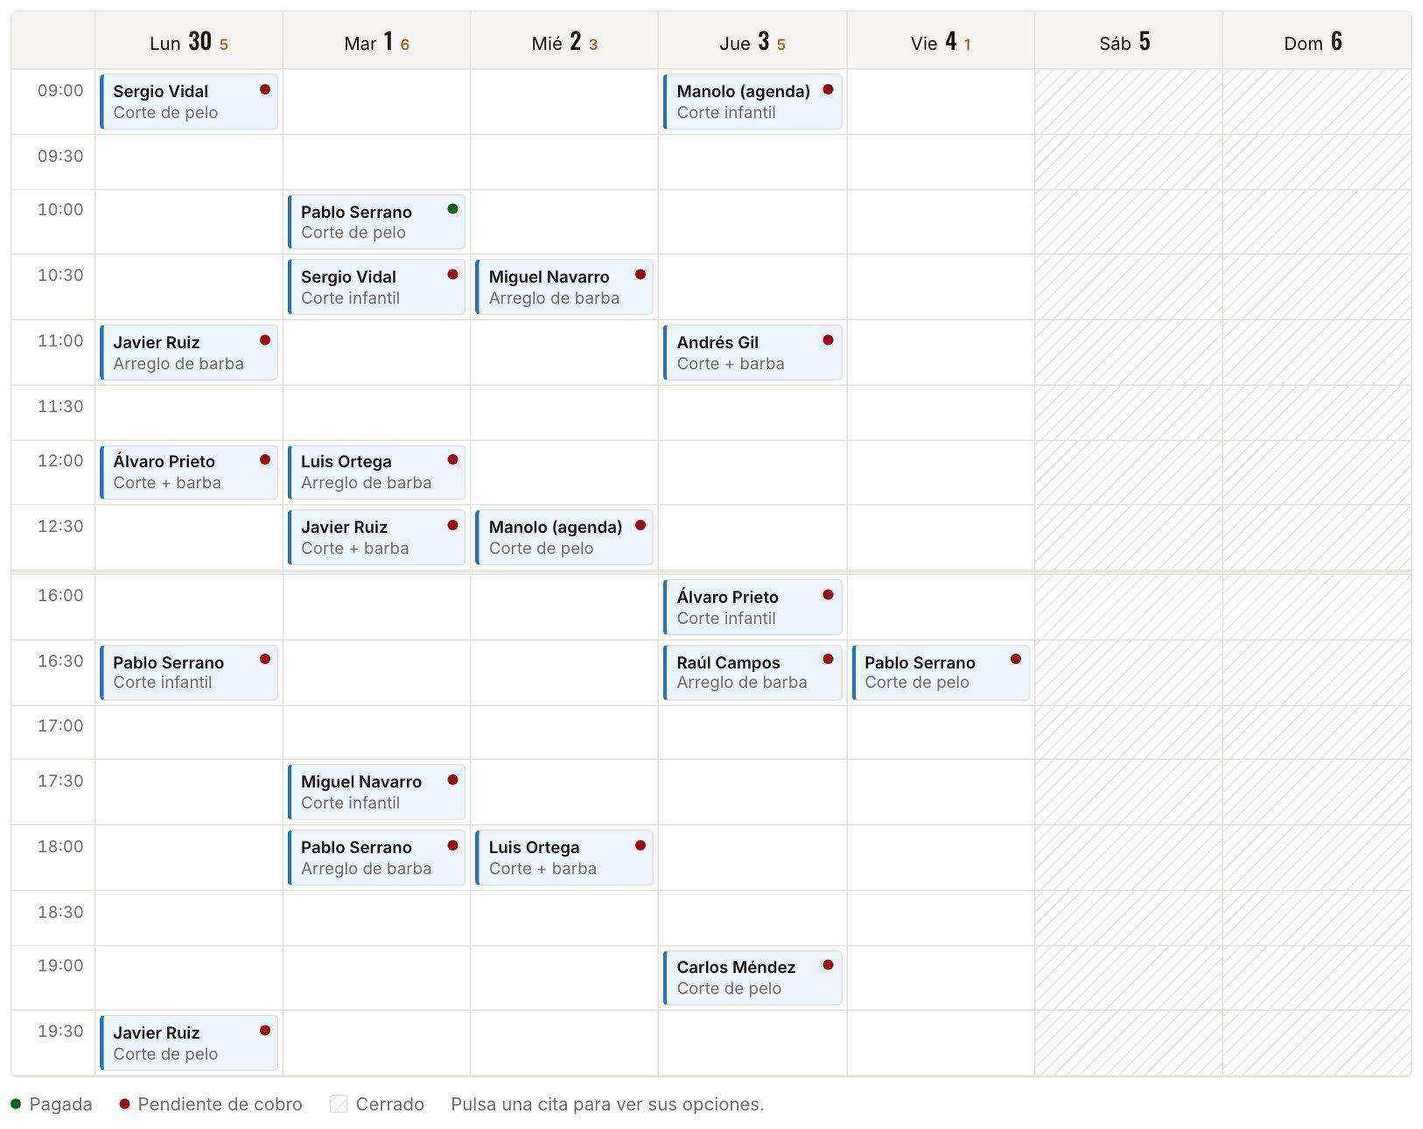 Lun 30 5 Mar 1 6 Mié 2 3 Jue 3 5 Vie 4 1 Sáb 5 Dom 6
09:00
Sergio Vidal
Corte de pelo
Manolo (agenda)
Corte infantil
09:30
10:00
Pablo Serrano
Corte de pelo
10:30
Sergio Vidal
Corte infantil
Miguel Navarro
Arreglo de barba
11:00
Javier Ruiz
Arreglo de barba
Andrés Gil
Corte + barba
11:30
12:00
Álvaro Prieto
Corte + barba
Luis Ortega
Arreglo de barba
12:30
Javier Ruiz
Corte + barba
Manolo (agenda)
Corte de pelo
16:00
Álvaro Prieto
Corte infantil
16:30
Pablo Serrano
Corte infantil
Raúl Campos
Arreglo de barba
Pablo Serrano
Corte de pelo
17:00
17:30
Miguel Navarro
Corte infantil
18:00
Pablo Serrano
Arreglo de barba
Luis Ortega
Corte + barba
18:30
19:00
Carlos Méndez
Corte de pelo
19:30
Javier Ruiz
Corte de pelo
Pagada Pendiente de cobro Cerrado Pulsa una cita para ver sus opciones.